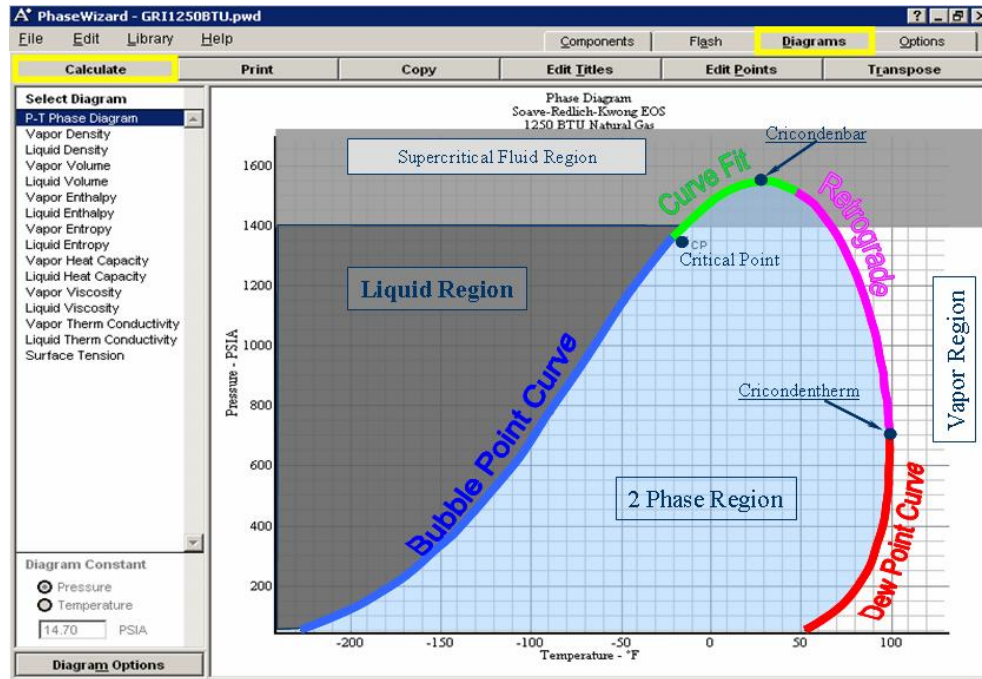 PhaseWizard - GRI1250BTU.pwd
File Edit Library Help
Components Flash Diagrams Options
Calculate Print Copy Edit Titles Edit Points Transpose
Select Diagram
P-T Phase Diagram
Vapor Density
Liquid Density
Vapor Volume
Liquid Volume
Vapor Enthalpy
Liquid Enthalpy
Vapor Entropy
Liquid Entropy
Vapor Heat Capacity
Liquid Heat Capacity
Vapor Viscosity
Liquid Viscosity
Vapor Therm Conductivity
Liquid Therm Conductivity
Surface Tension
Diagram Constant
Pressure
Temperature
14.70 PSIA
Diagram Options
Phase Diagram
Soave-Redlich-Kwong EOS
1250 BTU Natural Gas
Supercritical Fluid Region
Cricondenbar
Curve Fit
Retrograde
CP
Critical Point
Liquid Region
Bubble Point Curve
Cricondentherm
Vapor Region
2 Phase Region
Dew Point Curve
Pressure - PSIA
1600
1400
1200
1000
800
600
400
200
-200 -150 -100 -50 0 50 100
Temperature - °F